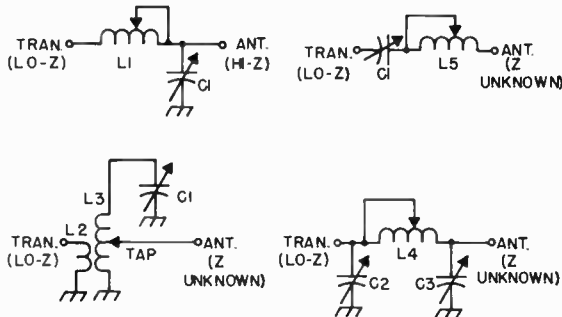 TRAN.
(LO-Z)
L1
C1
ANT.
(HI-Z)
TRAN.
(LO-Z)
C1
L5
ANT.
(Z
UNKNOWN)
L3
C1
L2
TRAN.
(LO-Z)
TAP
ANT.
(Z
UNKNOWN)
TRAN.
(LO-Z)
L4
C2
C3
ANT.
(Z
UNKNOWN)